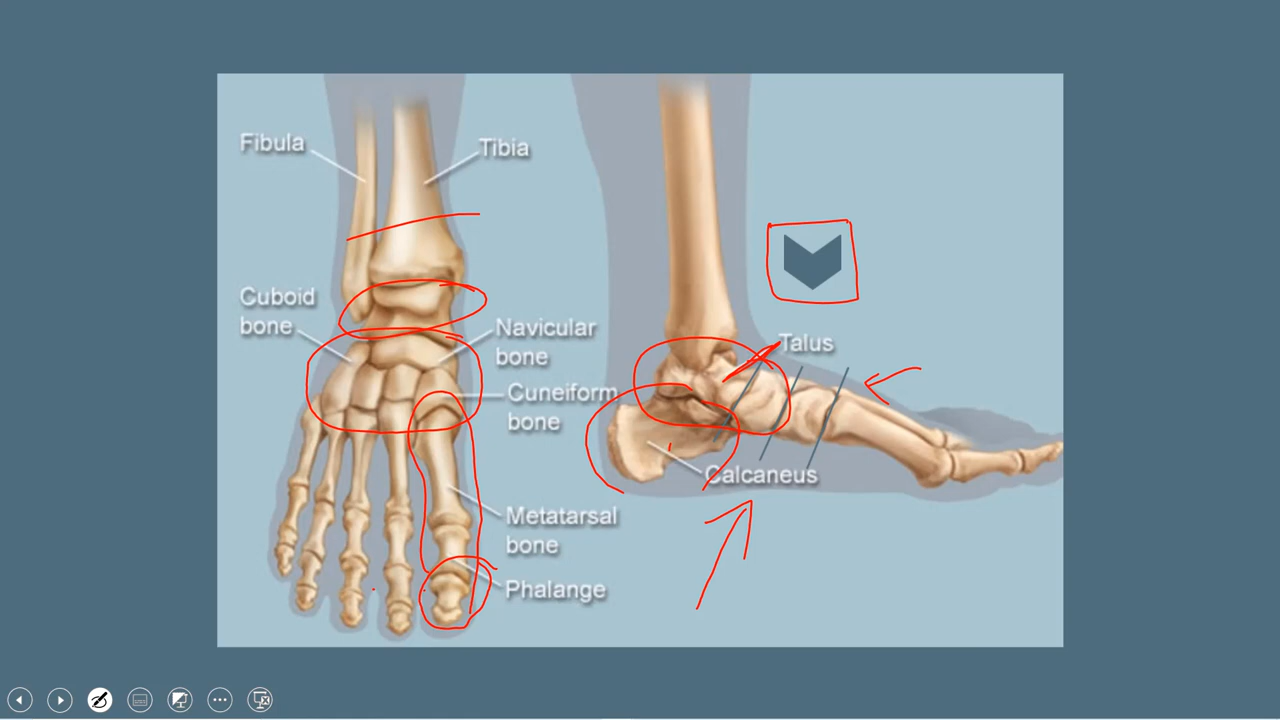 Fibula
Tibia
Cuboid
bone
Navicular
bone
Cuneiform
bone
Metatarsal
bone
Phalange
Talus
Calcaneus